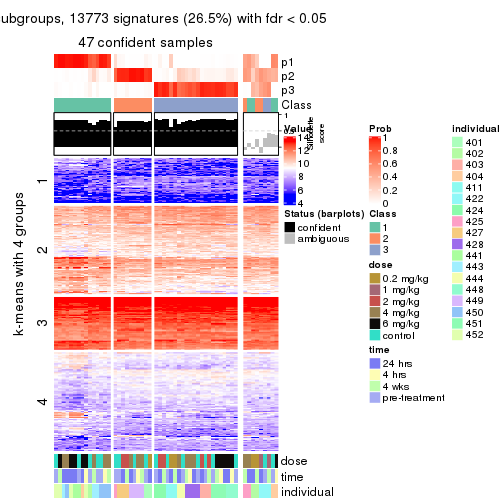 ubgroups, 13773 signatures (26.5%) with fdr < 0.05
47 confident samples
p1
p2
p3
Class
1
0.5
Silhouette
score
k-means with 4 groups
1
2
3
4
dose
time
individual
Value
14
12
10
8
6
4
Status (barplots)
confident
ambiguous
Prob
1
0.8
0.6
0.4
0.2
0
Class
1
2
3
dose
0.2 mg/kg
1 mg/kg
2 mg/kg
4 mg/kg
6 mg/kg
control
time
24 hrs
4 hrs
4 wks
pre-treatment
individual
401
402
403
404
411
422
424
425
427
428
441
443
444
448
449
450
451
452